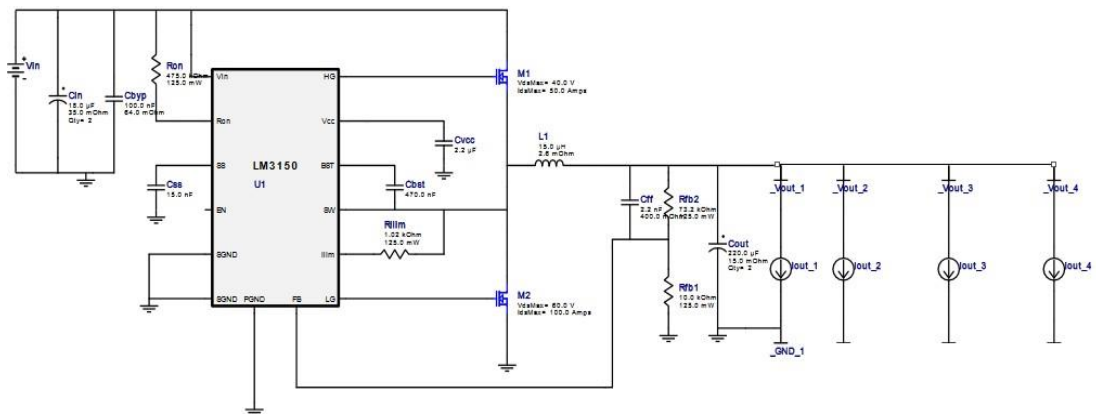 Vin
Cin
18.0 µF
35.0 mOhm
Qty= 2
Cbyp
100.0 nF
64.0 mOhm
Ron
475.0 kOhm
125.0 mW
Vin
HG
M1
VdsMax= 40.0 V
IdsMax= 50.0 Amps
Ron
Vcc
Cvcc
2.2 µF
LM3150
U1
SS
BST
Css
15.0 nF
Cbst
470.0 nF
L1
15.0 µH
2.6 mOhm
EN
SW
Rilim
1.02 kOhm
125.0 mW
SGND
Ilim
SGND
PGND
FB
LG
M2
VdsMax= 60.0 V
IdsMax= 100.0 Amps
Cff
2.2 nF
400.0 mOhm
Rfb2
73.2 kOhm
125.0 mW
Rfb1
10.0 kOhm
125.0 mW
Cout
220.0 µF
15.0 mOhm
Qty= 2
_Vout_1
_Vout_2
_Vout_3
_Vout_4
Iout_1
Iout_2
Iout_3
Iout_4
_GND_1